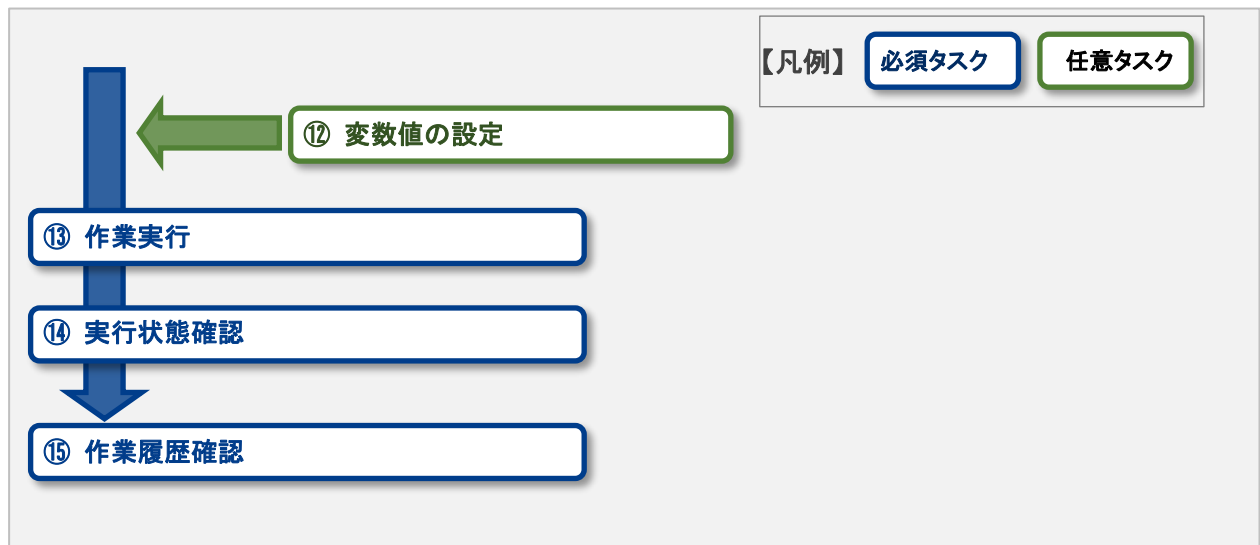 【凡例】 必須タスク 任意タスク
⑫ 変数値の設定
⑬ 作業実行
⑭ 実行状態確認
⑮ 作業履歴確認